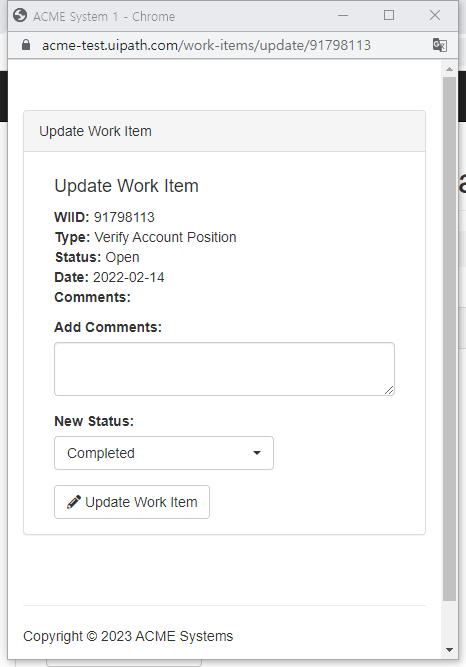 ACME System 1 - Chrome
acme-test.uipath.com/work-items/update/91798113
Update Work Item
Update Work Item
WIID: 91798113
Type: Verify Account Position
Status: Open
Date: 2022-02-14
Comments:
Add Comments:
New Status:
Completed
Update Work Item
Copyright © 2023 ACME Systems